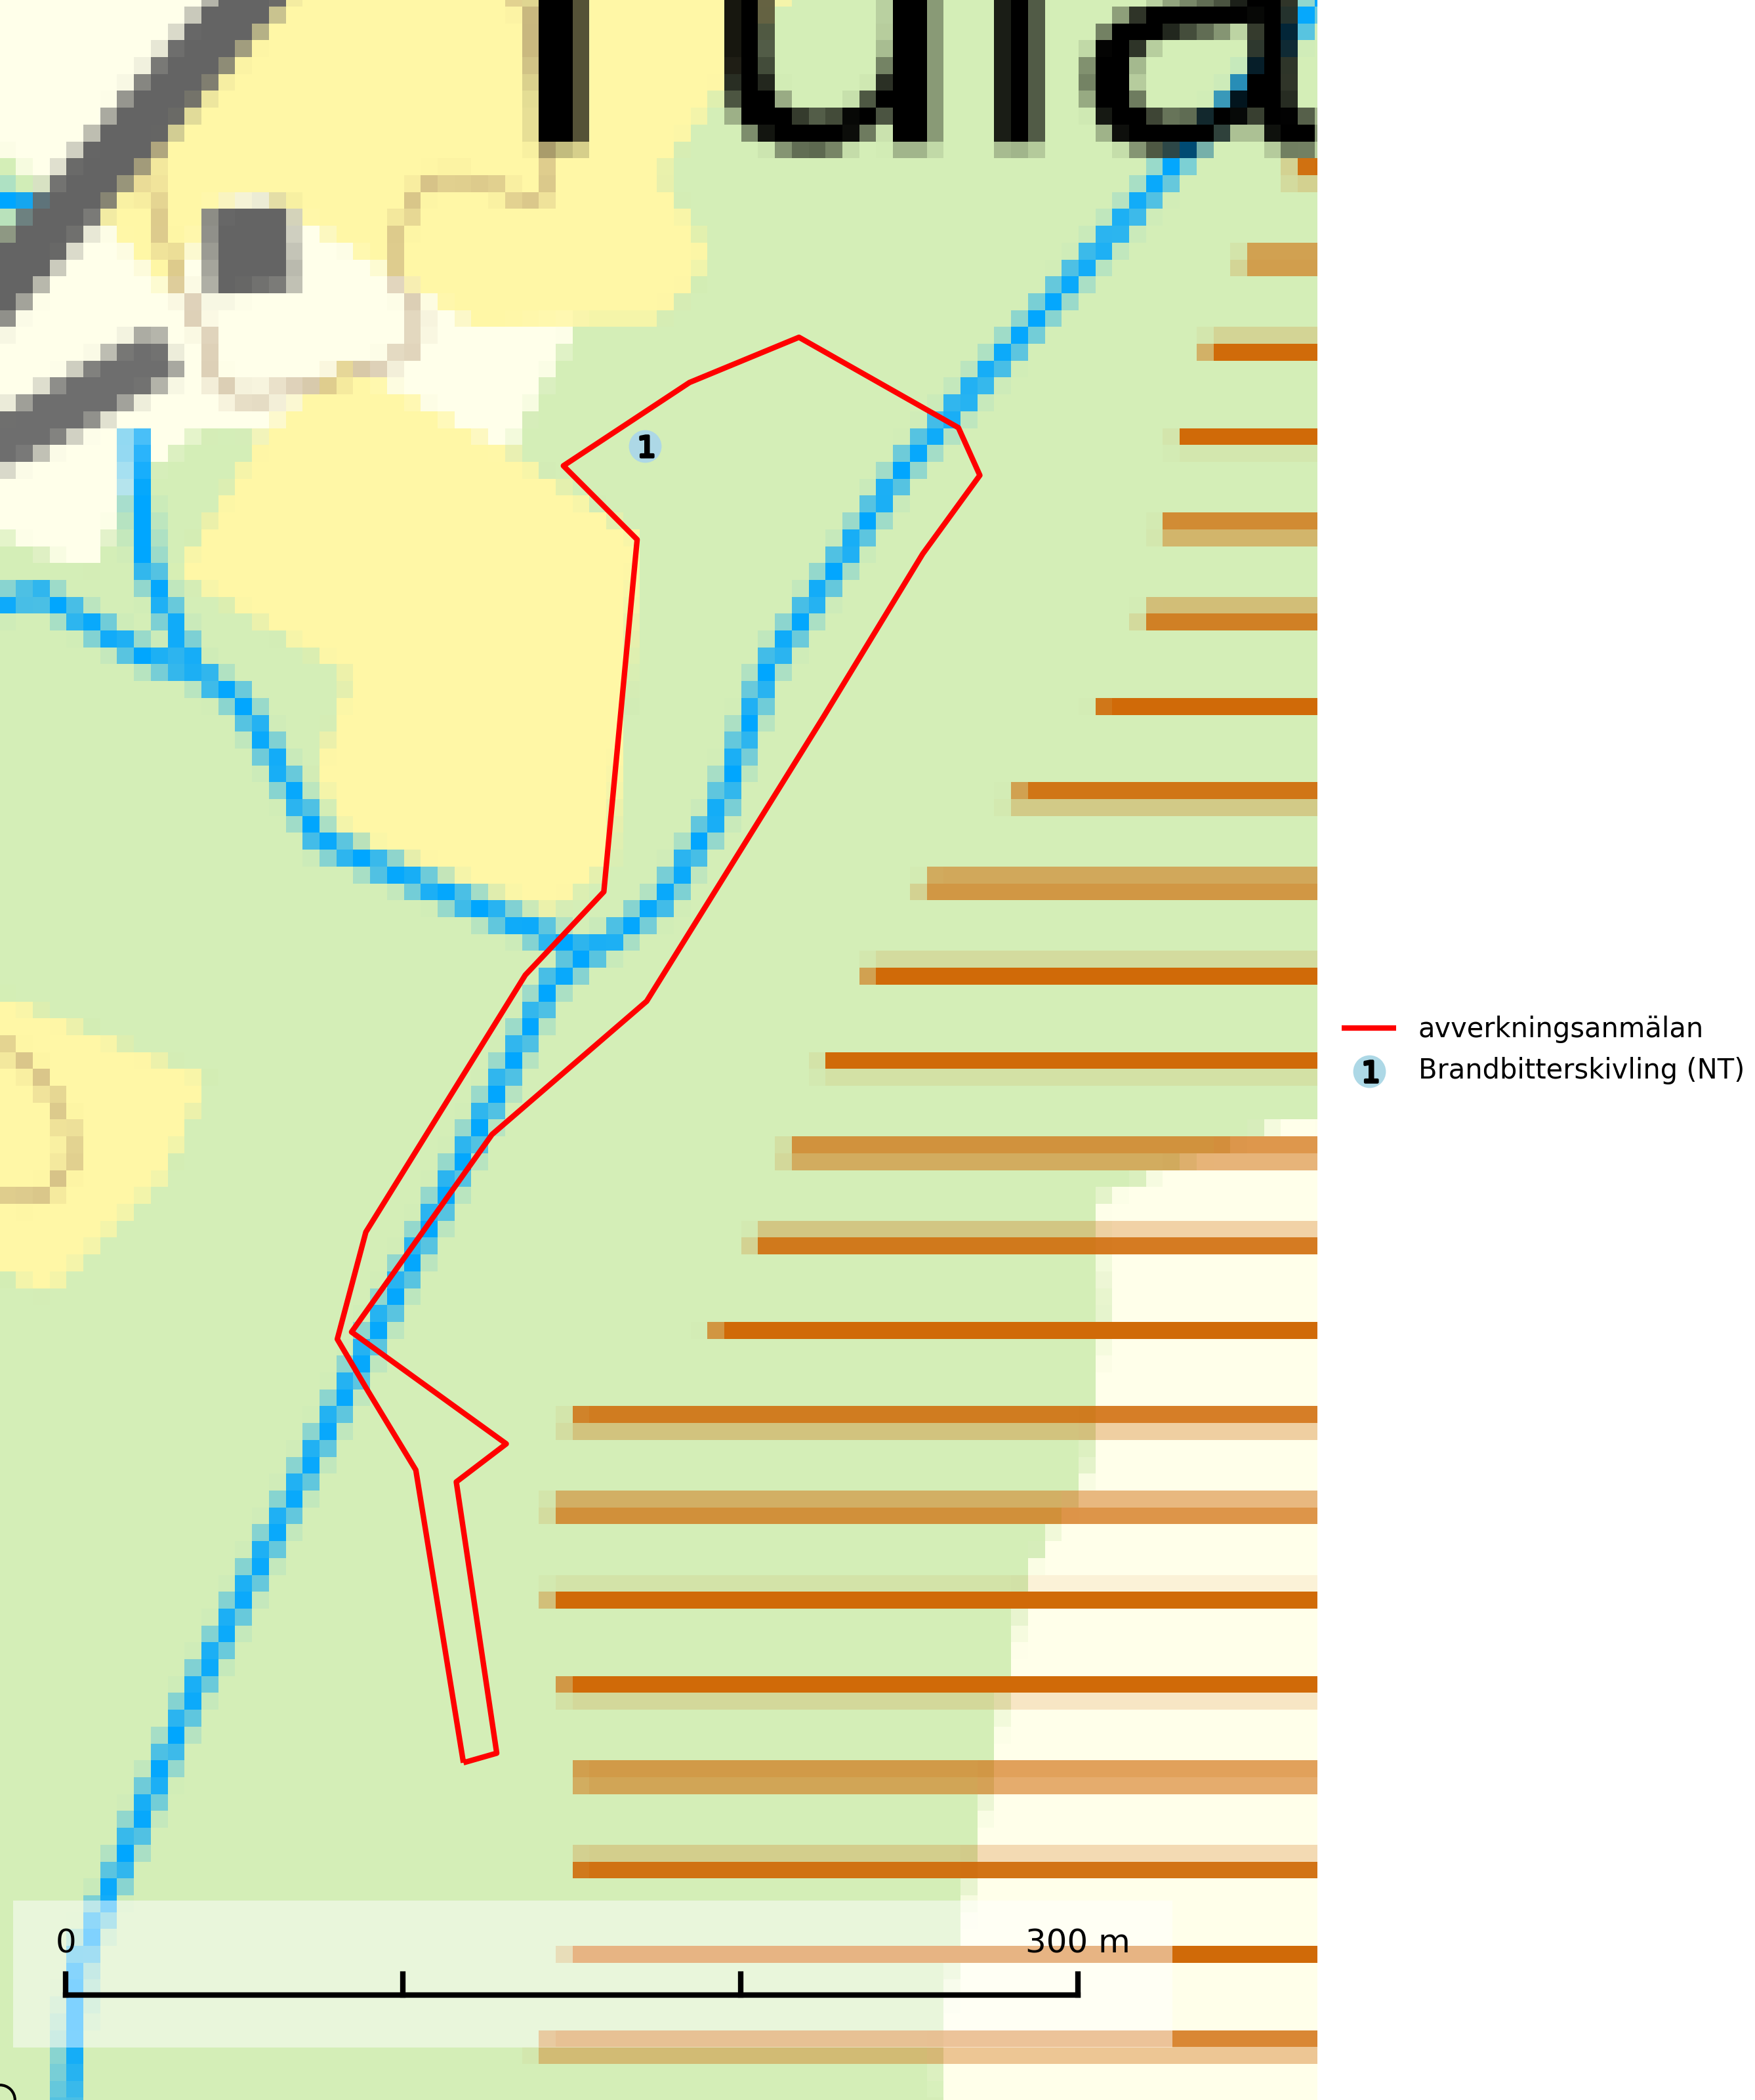 1
avverkningsanmälan
1 Brandbitterskivling (NT)
0 300 m